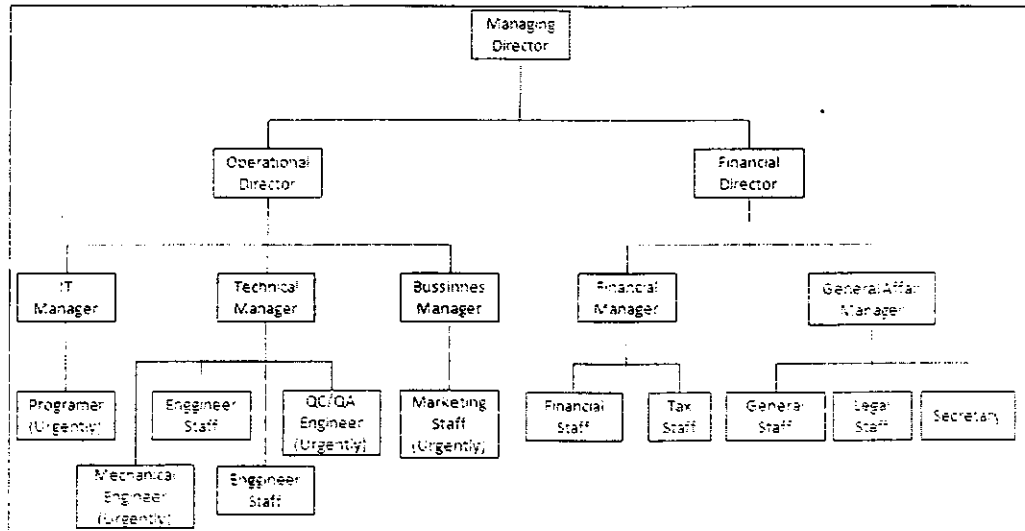 Managing
Director
Operational
Director
Financial
Director
IT
Manager
Technical
Manager
Bussinnes
Manager
Financial
Manager
General Affair
Manager
Programer
(Urgently)
Enggineer
Staff
QC/QA
Engineer
(Urgently)
Marketing
Staff
(Urgently)
Financial
Staff
Tax
Staff
General
Staff
Legal
Staff
Secretary
Mechanical
Engineer
(Urgently)
Enggineer
Staff